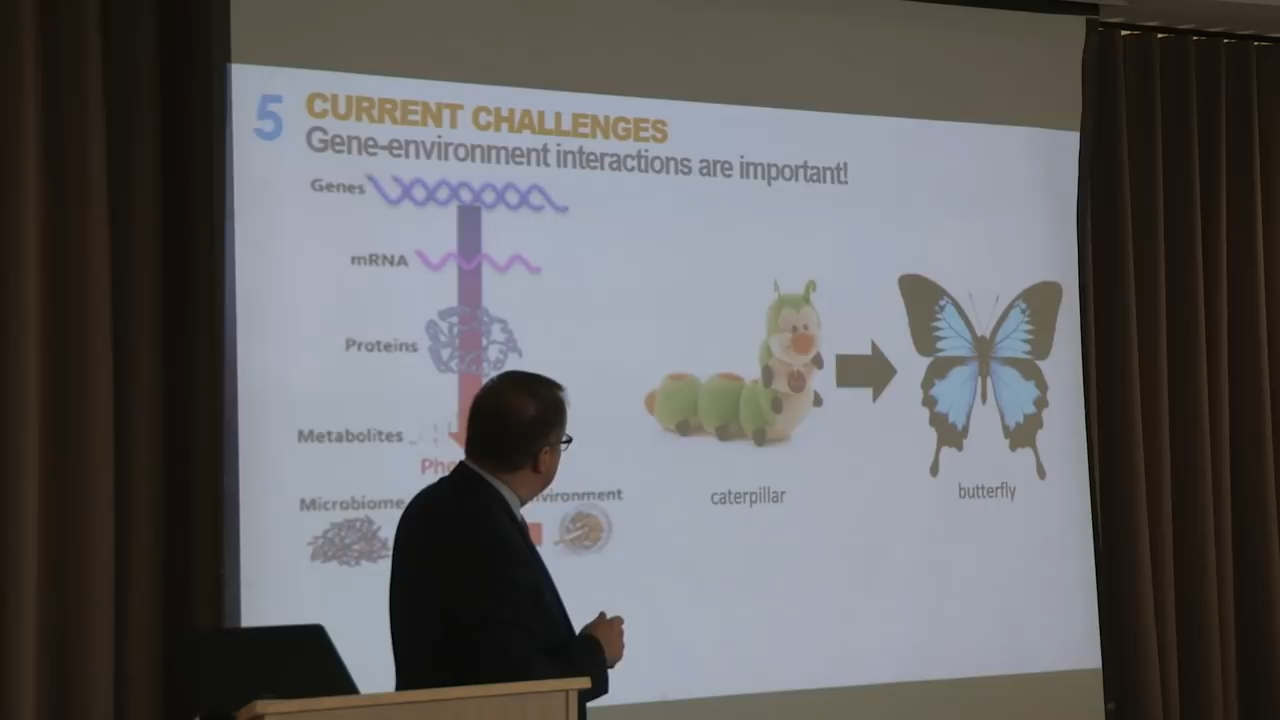 5 CURRENT CHALLENGES
Gene-environment interactions are important!
Genes
mRNA
Proteins
Metabolites
Microbiome
caterpillar
butterfly